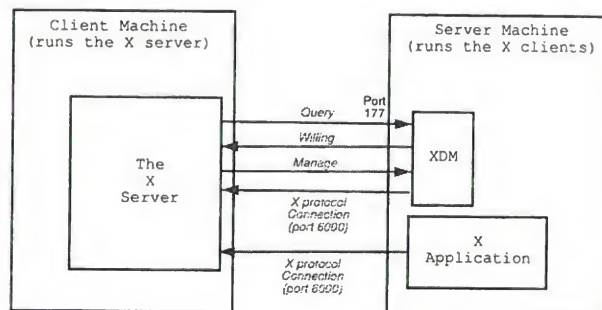 Client Machine
(runs the X server)
Server Machine
(runs the X clients)
The
X
Server
Query
Port
177
Willing
Manage
XDM
X protocol
Connection
(port 6000)
X
Application
X protocol
Connection
(port 6000)